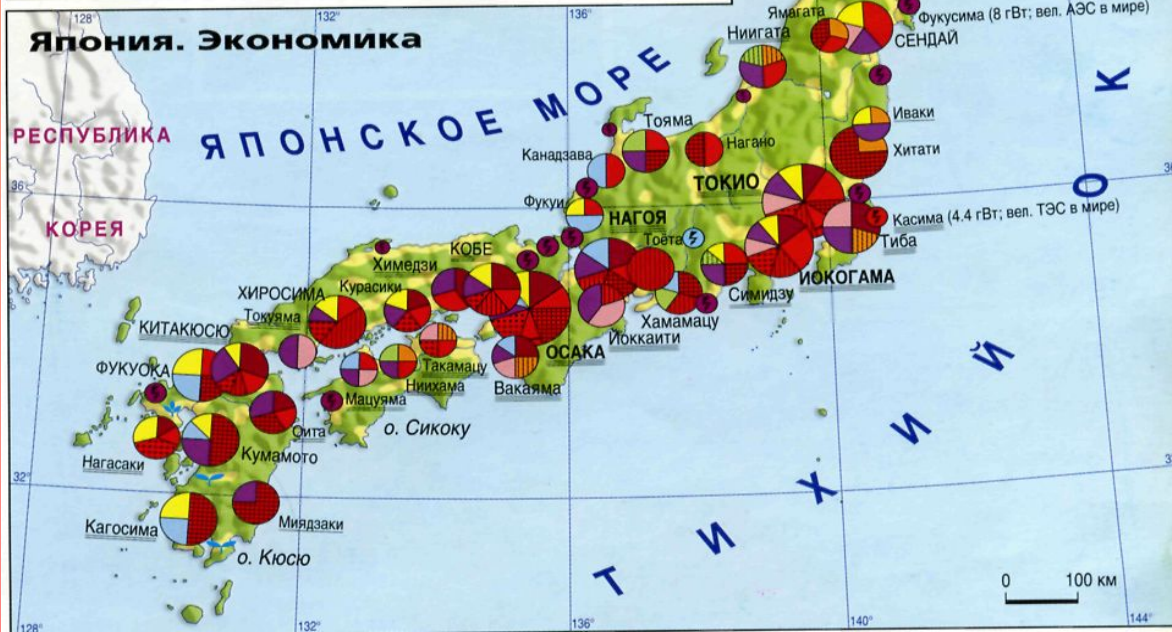 128°
132°
136°
Япония. Экономика
Ямагата
Фукусима (8 гВт; вел. АЭС в мире)
СЕНДАЙ
Ниигата
ЯПОНСКОЕ МОРЕ
РЕСПУБЛИКА
КОРЕЯ
Иваки
Хитати
Тояма
Нагано
Канадзава
ТОКИО
36°
Фукуи
НАГОЯ
Касима (4.4 гВт; вел. ТЭС в мире)
Тоёта
Тиба
КОБЕ
Химедзи
ИОКОГАМА
Курасики
Симидзу
ХИРОСИМА
Токуяма
Хамамацу
КИТАКЮСЮ
Йоккаити
ОСАКА
ФУКУОКА
Такамацу
Ниихама
Вакаяма
Мацуяма
о. Сикоку
Оита
Кумамото
Нагасаки
32°
Кагосима
Миядзаки
о. Кюсю
ТИХИЙ
ОК
0 100 км
128°
132°
136°
140°
144°